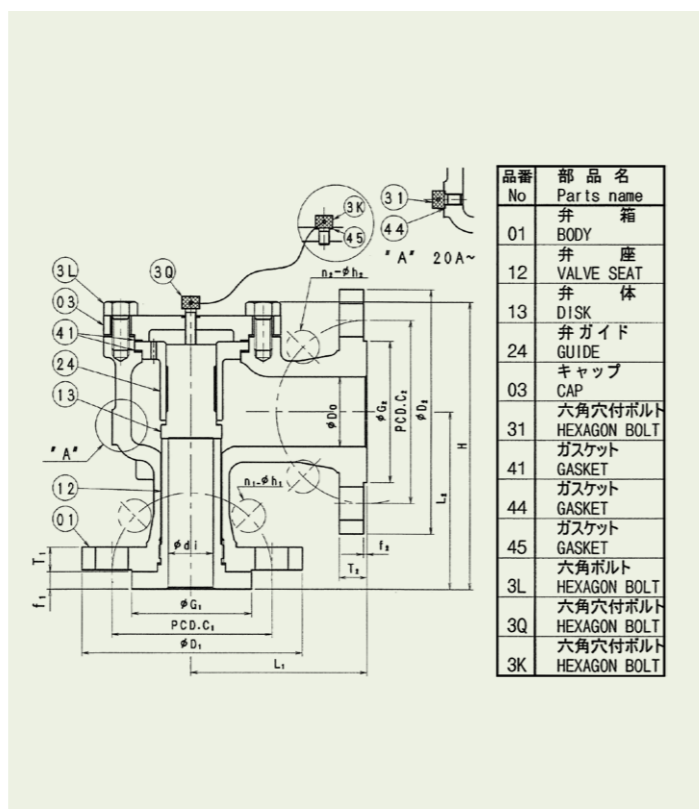 3K
45
31
44
"A" 20A~
3L
3Q
n₂-φh₂
03
41
24
13
"A"
12
01
φDo
φG₂
PCD.C₂
φD₂
H
L₂
n₁-φh₁
φdi
T₁
f₁
f₂
T₂
φG₁
PCD.C₁
φD₁
L₁
品番 部品名
No Parts name
01 弁箱
BODY
12 弁座
VALVE SEAT
13 弁体
DISK
24 弁ガイド
GUIDE
03 キャップ
CAP
31 六角穴付ボルト
HEXAGON BOLT
41 ガスケット
GASKET
44 ガスケット
GASKET
45 ガスケット
GASKET
3L 六角ボルト
HEXAGON BOLT
3Q 六角穴付ボルト
HEXAGON BOLT
3K 六角穴付ボルト
HEXAGON BOLT